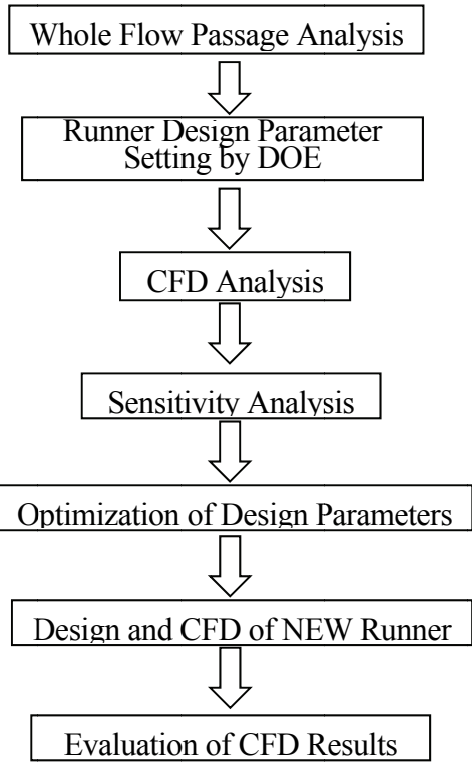 Whole Flow Passage Analysis
Runner Design Parameter
Setting by DOE
CFD Analysis
Sensitivity Analysis
Optimization of Design Parameters
Design and CFD of NEW Runner
Evaluation of CFD Results